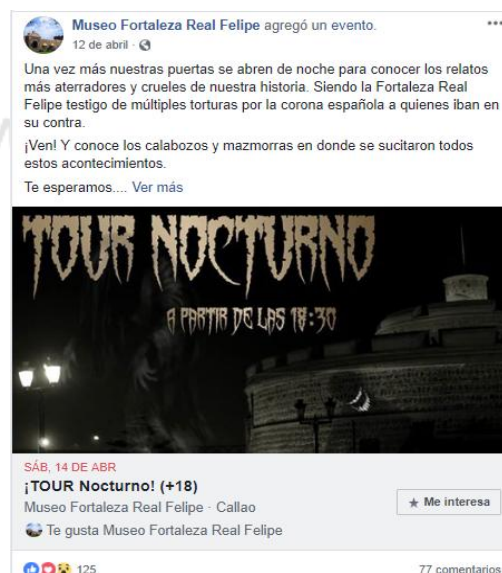 Museo Fortaleza Real Felipe agregó un evento.
12 de abril ·
Una vez más nuestras puertas se abren de noche para conocer los relatos
más aterradores y crueles de nuestra historia. Siendo la Fortaleza Real
Felipe testigo de múltiples torturas por la corona española a quienes iban en
su contra.
¡Ven! Y conoce los calabozos y mazmorras en donde se sucitaron todos
estos acontecimientos.
Te esperamos.... Ver más
TOUR NOCTURNO
A PARTIR DE LAS 18:30
SÁB, 14 DE ABR
¡TOUR Nocturno! (+18)
Museo Fortaleza Real Felipe · Callao
Me interesa
Te gusta Museo Fortaleza Real Felipe
125
77 comentarios